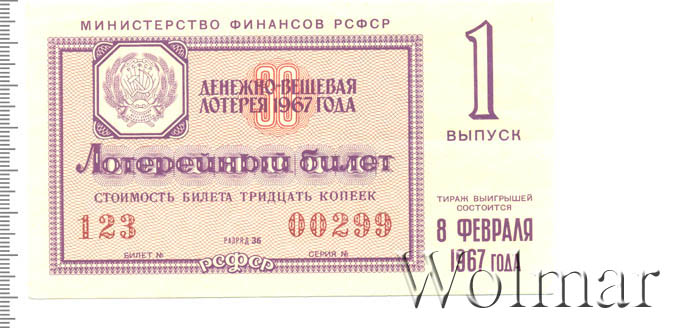 МИНИСТЕРСТВО ФИНАНСОВ РСФСР
30
ДЕНЕЖНО-ВЕЩЕВАЯ
ЛОТЕРЕЯ 1967 ГОДА
Лотерейный билет
СТОИМОСТЬ БИЛЕТА ТРИДЦАТЬ КОПЕЕК
123 00299
РАЗРЯД 36
БИЛЕТ № СЕРИЯ №
РСФСР
1
ВЫПУСК
ТИРАЖ ВЫИГРЫШЕЙ
СОСТОИТСЯ
8 ФЕВРАЛЯ
1967 ГОДА
Wolmar